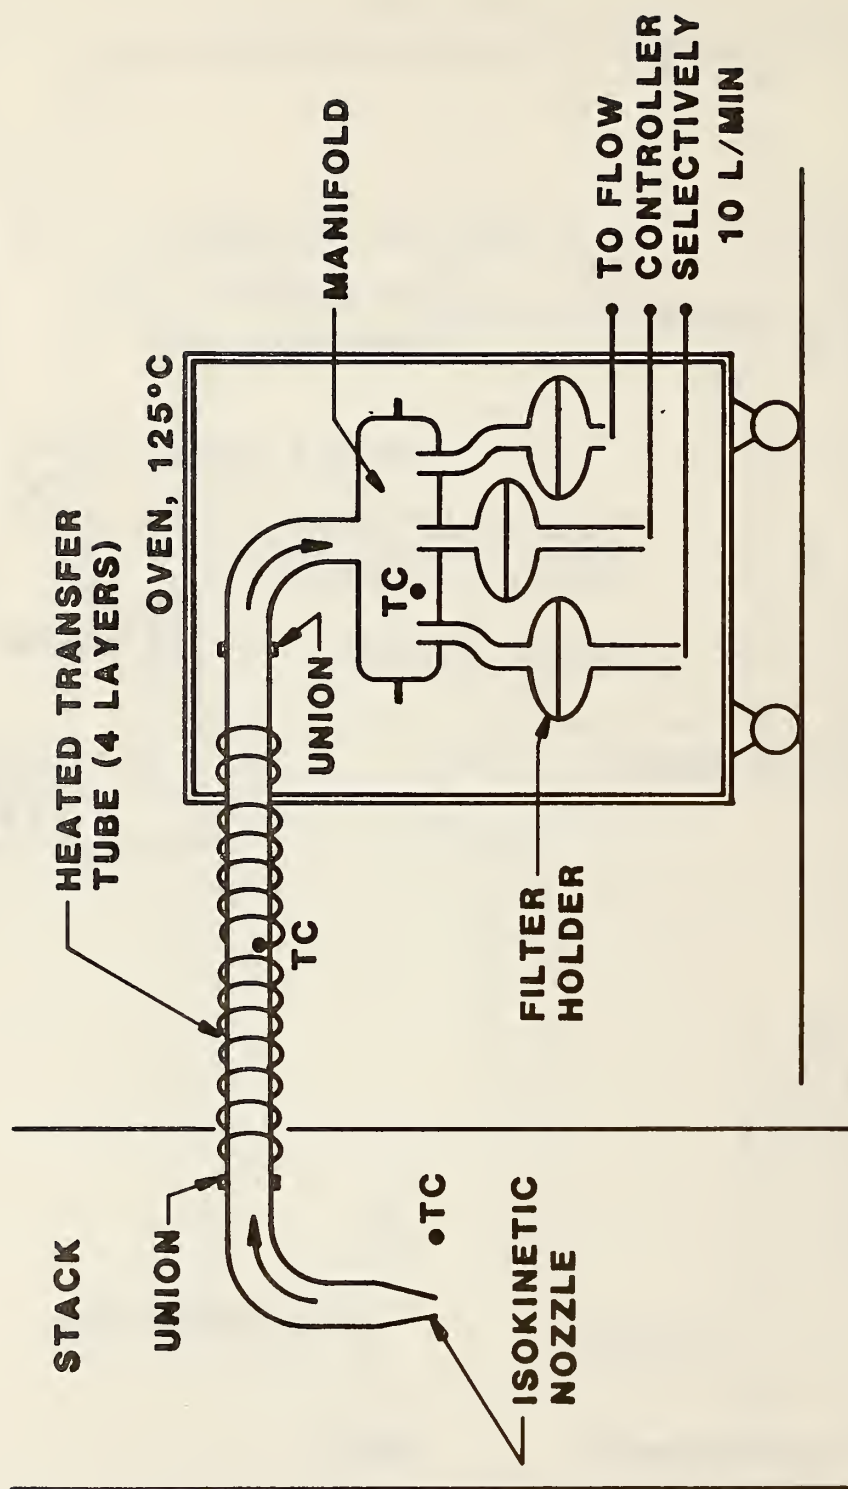 STACK
UNION
HEATED TRANSFER
TUBE (4 LAYERS)
OVEN, 125°C
MANIFOLD
UNION
TC
TC
TC
ISOKINETIC
NOZZLE
FILTER
HOLDER
TO FLOW
CONTROLLER
SELECTIVELY
10 L/MIN